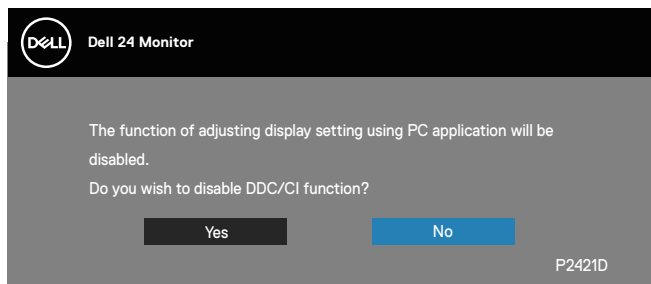 DELL
Dell 24 Monitor
The function of adjusting display setting using PC application will be
disabled.
Do you wish to disable DDC/CI function?
Yes No
P2421D